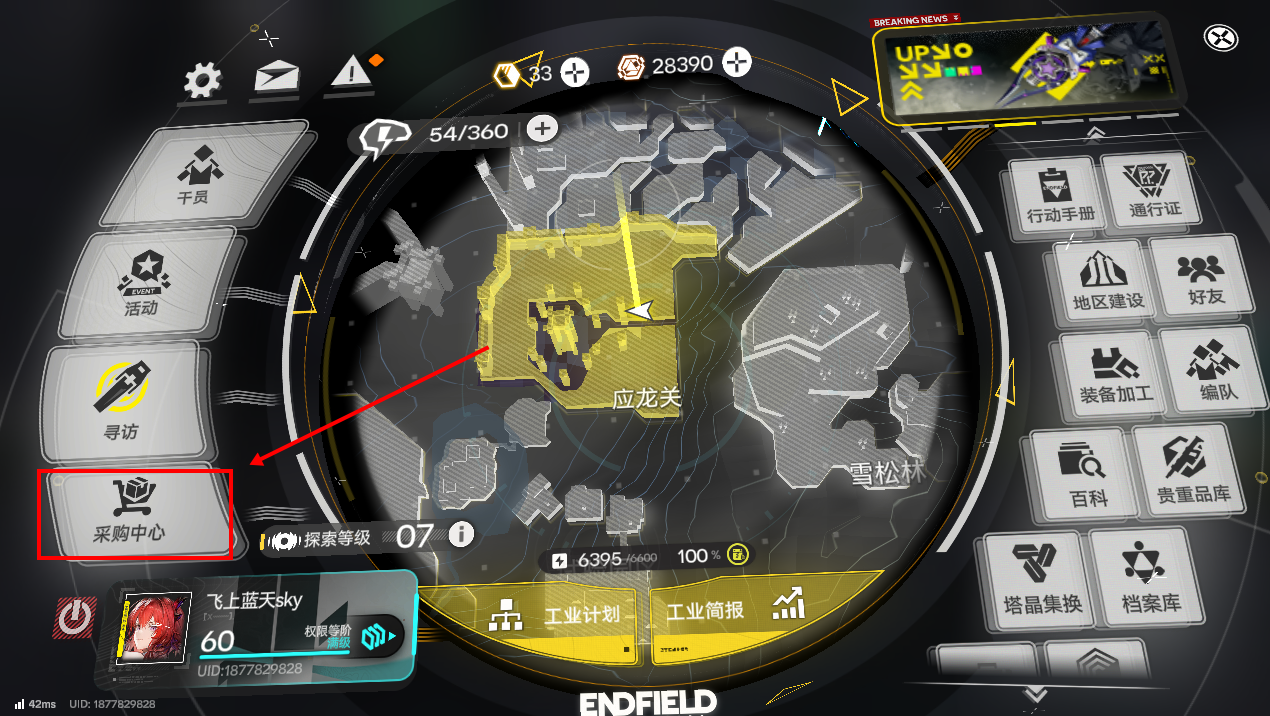 BREAKING NEWS
UP
33
28390
54/360
干员
EVENT
活动
寻访
采购中心
行动手册
通行证
地区建设
好友
装备加工
编队
百科
贵重品库
塔晶集换
档案库
应龙关
雪松林
探索等级
07
6395/6600
100%
工业计划
工业简报
飞上蓝天sky
60
权限等阶
满级
UID:1877829828
ENDFIELD
42ms
UID: 1877829828